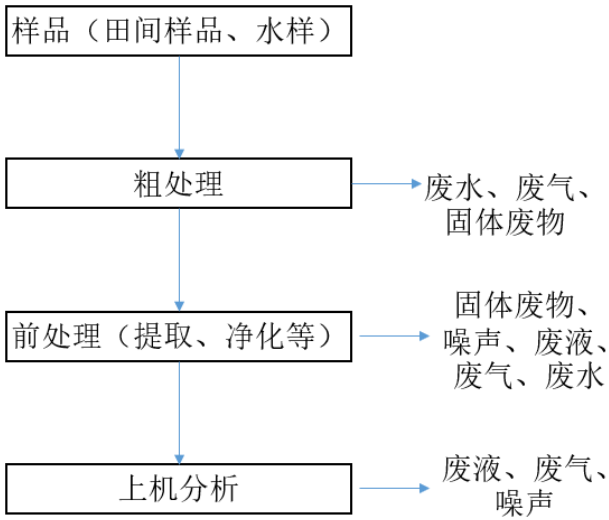 样品（田间样品、水样）
粗处理
废水、废气、
固体废物
前处理（提取、净化等）
固体废物、
噪声、废液、
废气、废水
上机分析
废液、废气、
噪声